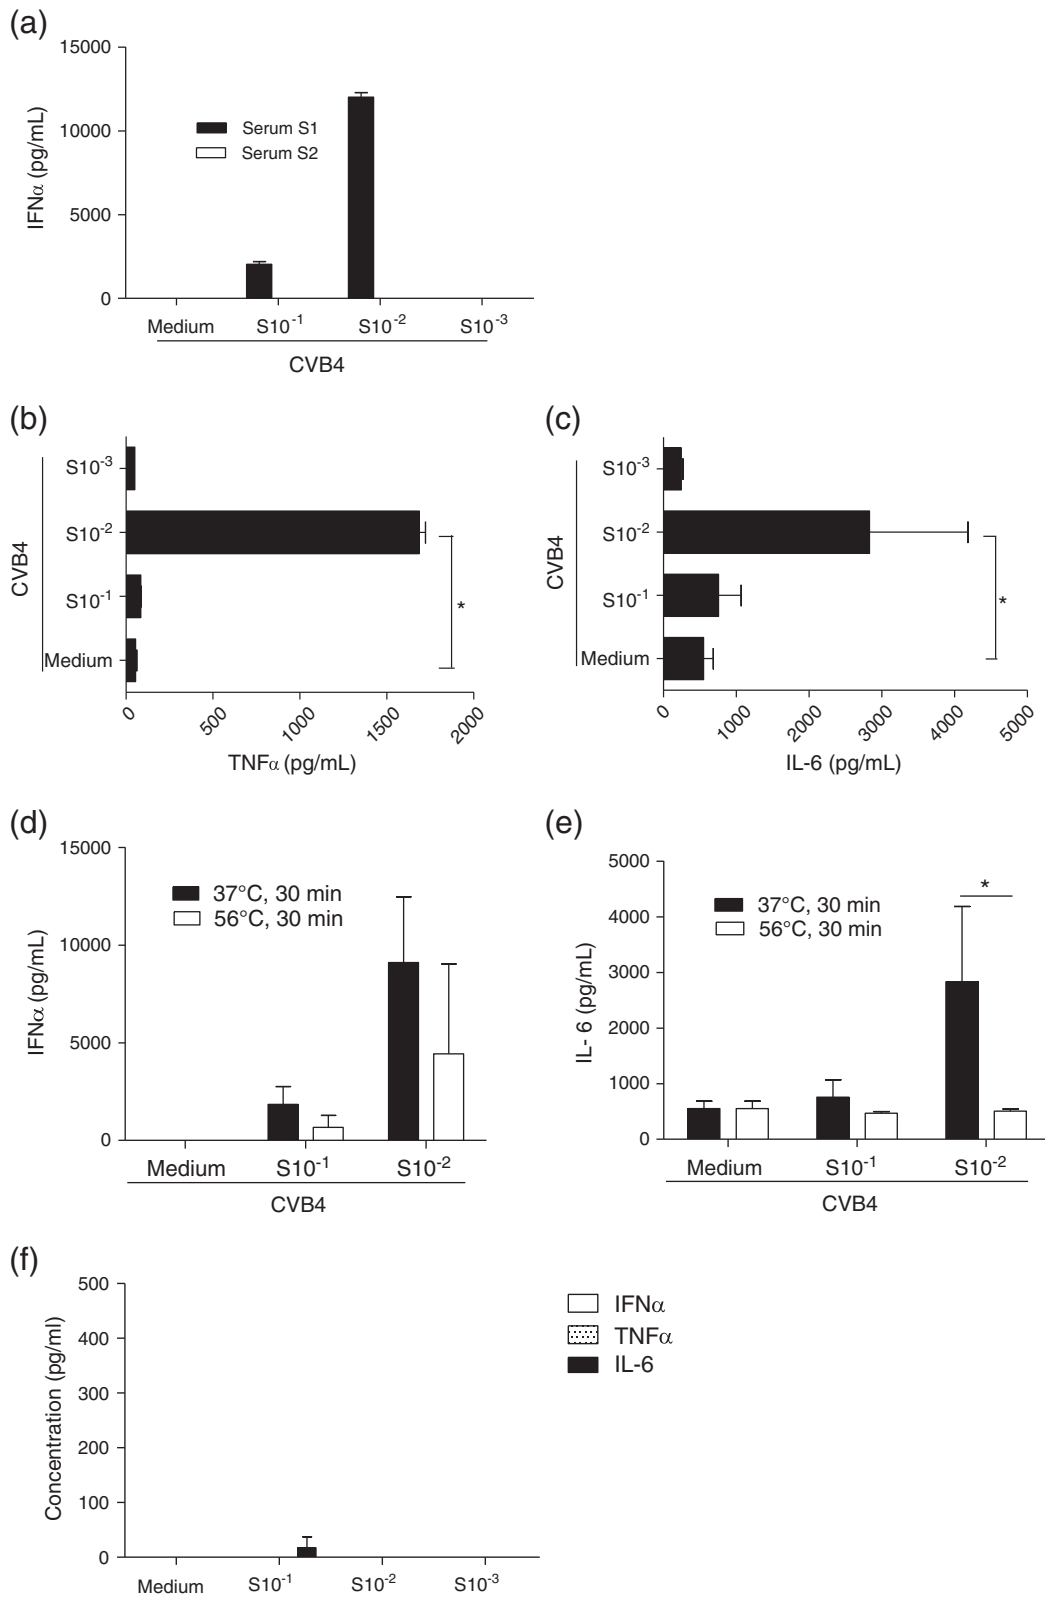 (a)
15000
10000
5000
0
IFNα (pg/mL)
Serum S1
Serum S2
Medium S10-1 S10-2 S10-3
CVB4
(b)
CVB4
S10-3
S10-2
S10-1
Medium
*
0 500 1000 1500 2000
TNFα (pg/mL)
(c)
CVB4
S10-3
S10-2
S10-1
Medium
*
0 1000 2000 3000 4000 5000
IL-6 (pg/mL)
(d)
15000
10000
5000
0
IFNα (pg/mL)
37°C, 30 min
56°C, 30 min
Medium S10-1 S10-2
CVB4
(e)
5000
4000
3000
2000
1000
0
IL- 6 (pg/mL)
37°C, 30 min
56°C, 30 min
*
Medium S10-1 S10-2
CVB4
(f)
500
400
300
200
100
0
Concentration (pg/ml)
IFNα
TNFα
IL-6
Medium S10-1 S10-2 S10-3